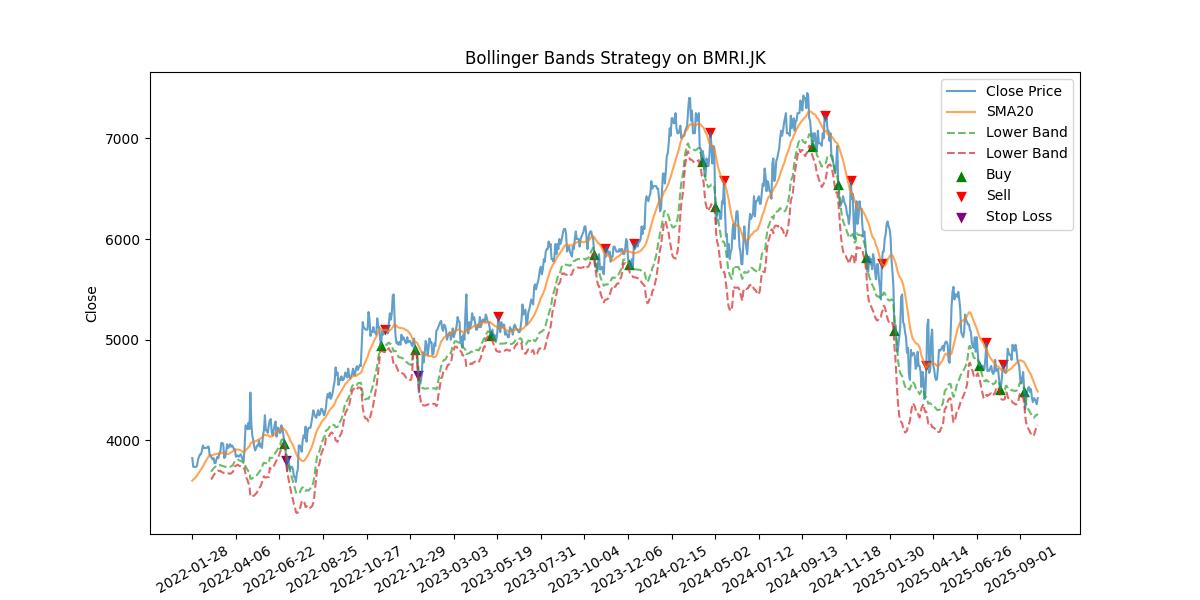 Bollinger Bands Strategy on BMRI.JK
Close
7000
6000
5000
4000
Close Price
SMA20
Lower Band
Lower Band
Buy
Sell
Stop Loss
2022-01-28
2022-04-06
2022-06-22
2022-08-25
2022-10-27
2022-12-29
2023-03-03
2023-05-19
2023-07-31
2023-10-04
2023-12-06
2024-02-15
2024-05-02
2024-07-12
2024-09-13
2024-11-18
2025-01-30
2025-04-14
2025-06-26
2025-09-01